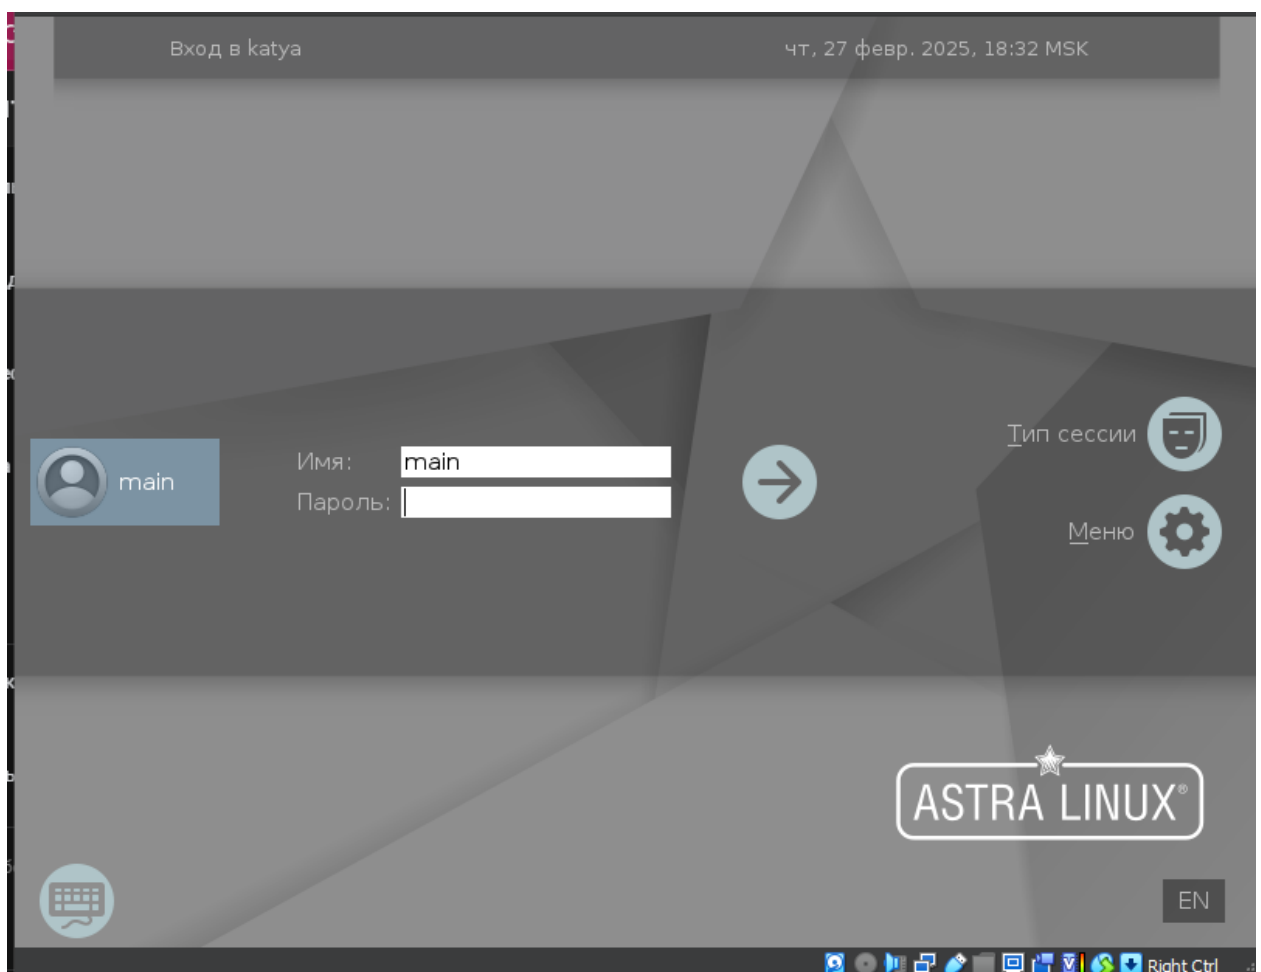 Вход в katya
чт, 27 февр. 2025, 18:32 MSK
main
Имя: main
Пароль:
Тип сессии
Меню
ASTRA LINUX®
EN
Right Ctrl